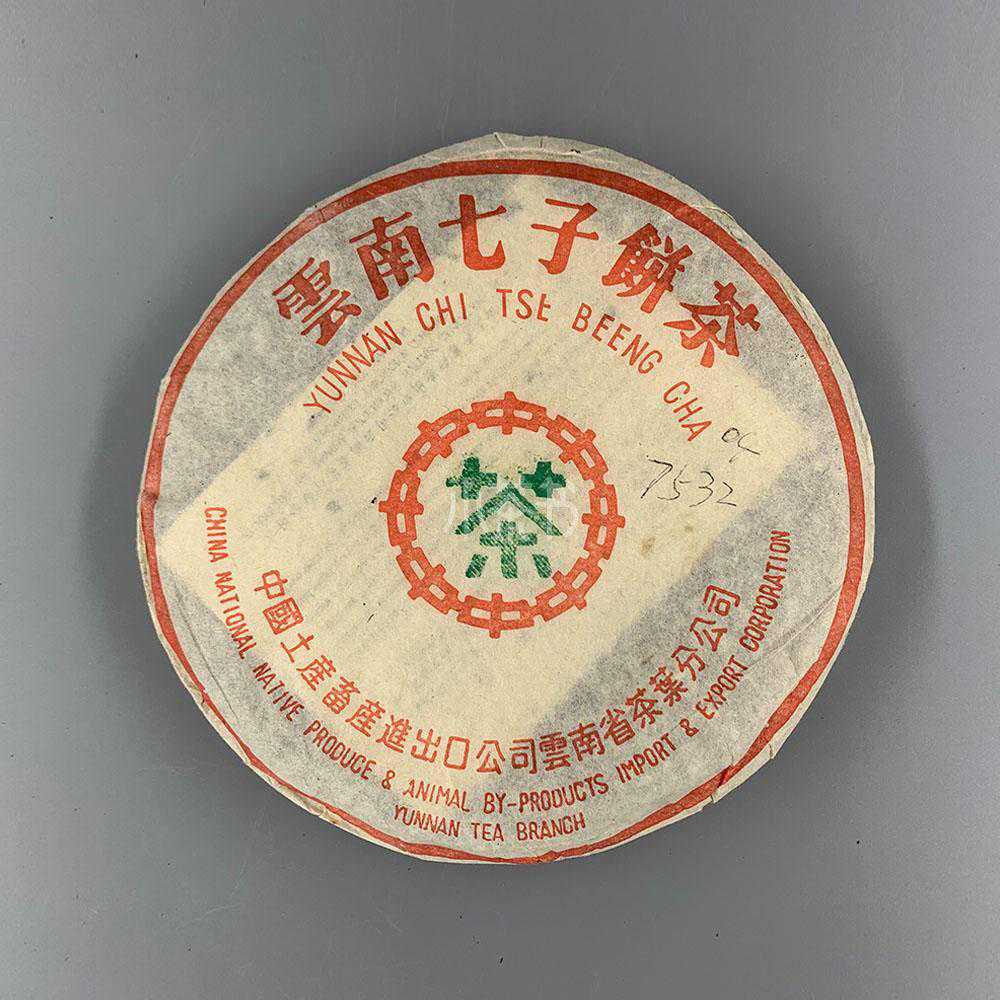 雲南七子餅茶
YUNNAN CHI TSE BEENG CHA
04
7532
茶
中國土產畜產進出口公司雲南省茶葉分公司
CHINA NATIONAL NATIVE PRODUCE & ANIMAL BY-PRODUCTS IMPORT & EXPORT CORPORATION
YUNNAN TEA BRANCH